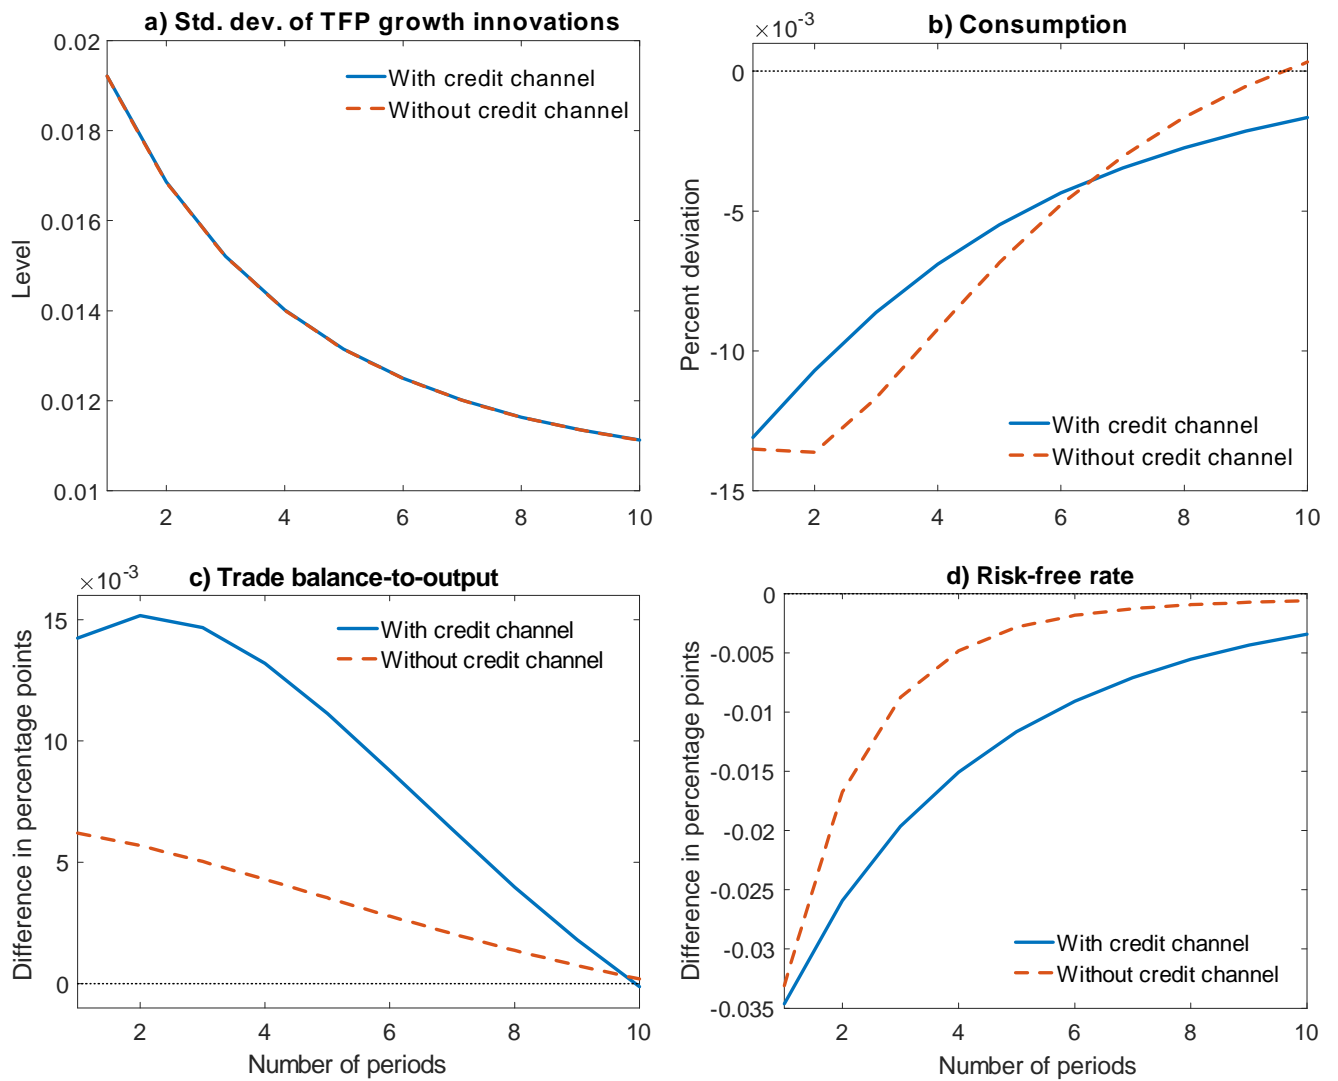 a) Std. dev. of TFP growth innovations
0.02
0.018
0.016
0.014
0.012
0.01
Level
With credit channel
Without credit channel
2 4 6 8 10
b) Consumption
×10⁻³
0
-5
-10
-15
Percent deviation
With credit channel
Without credit channel
2 4 6 8 10
c) Trade balance-to-output
×10⁻³
15
10
5
0
Difference in percentage points
With credit channel
Without credit channel
2 4 6 8 10
Number of periods
d) Risk-free rate
0
-0.005
-0.01
-0.015
-0.02
-0.025
-0.03
-0.035
Difference in percentage points
With credit channel
Without credit channel
2 4 6 8 10
Number of periods